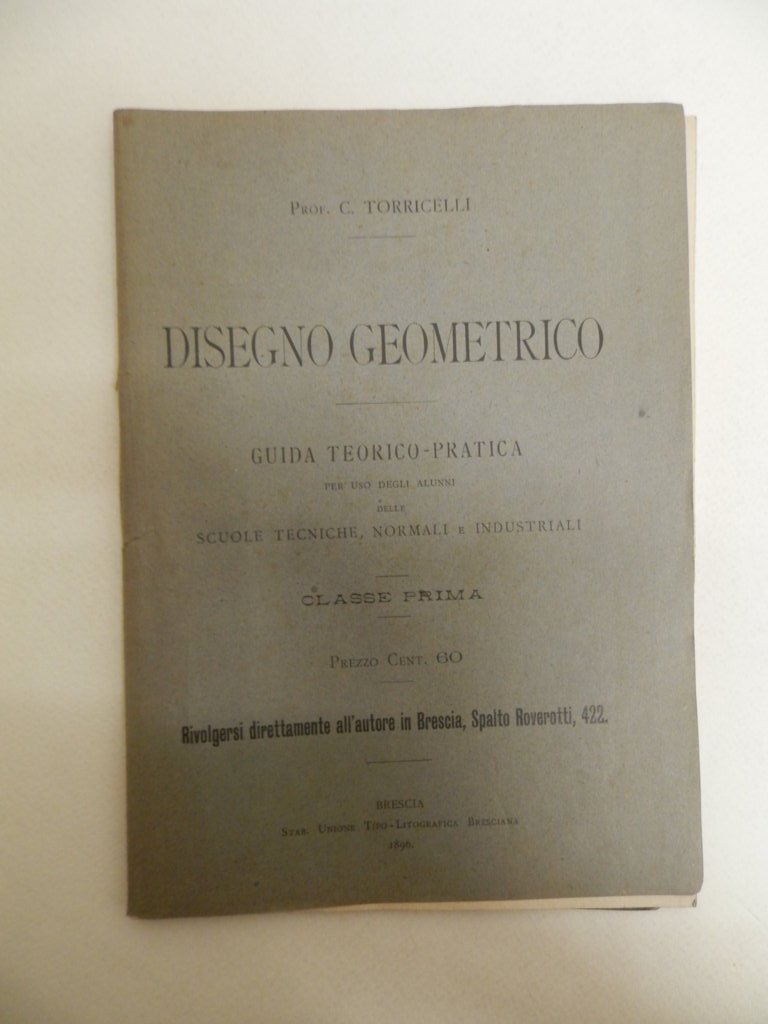 Prof. C. TORRICELLI
DISEGNO GEOMETRICO
GUIDA TEORICO-PRATICA
PER USO DEGLI ALUNNI
DELLE
SCUOLE TECNICHE, NORMALI E INDUSTRIALI
CLASSE PRIMA
Prezzo Cent. 60
Rivolgersi direttamente all'autore in Brescia, Spalto Roverotti, 422.
BRESCIA
Stab. Unione Tipo-Litografica Bresciana
1896.